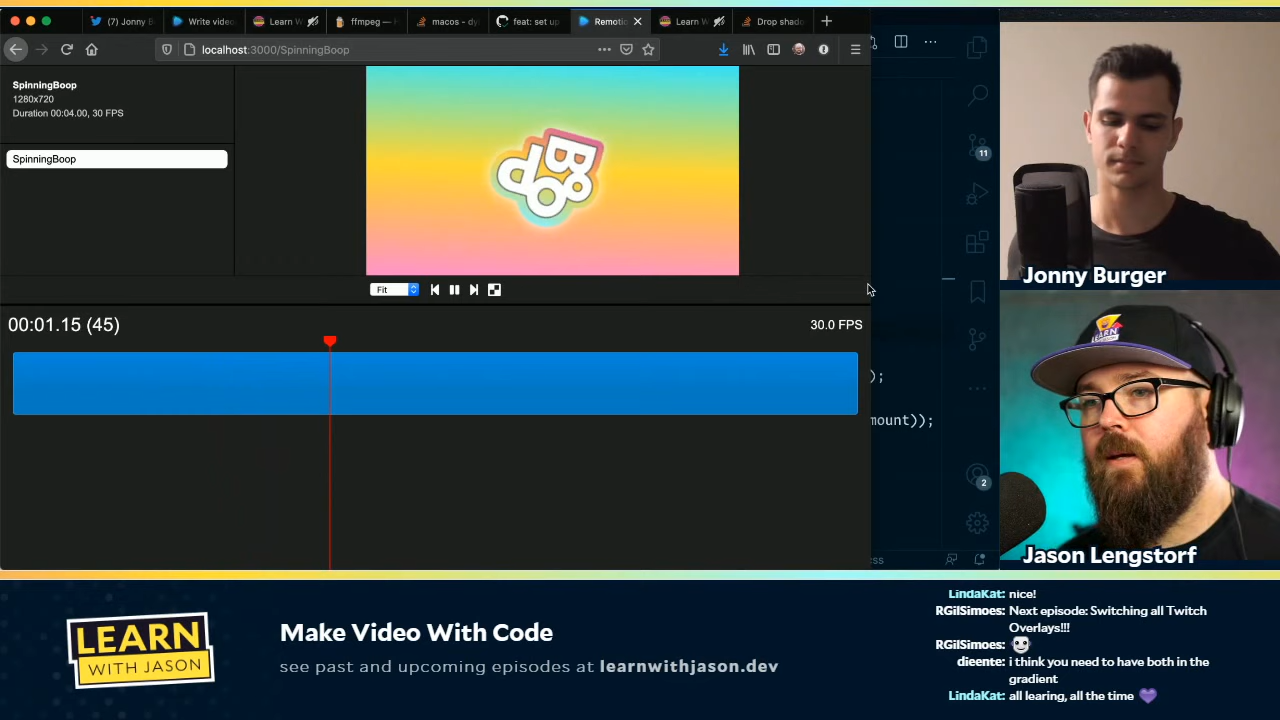 (7) Jonny B
Write video
Learn W
ffmpeg —
macos - dy
feat: set up
Remotio
Learn W
Drop shado
localhost:3000/SpinningBoop
SpinningBoop
1280x720
Duration 00:04.00, 30 FPS
SpinningBoop
Boop
Fit
00:01.15 (45)
30.0 FPS
11
);
mount));
2
css
LEARN
Jonny Burger
Jason Lengstorf
LEARN
WITH JASON
Make Video With Code
see past and upcoming episodes at learnwithjason.dev
LindaKat: nice!
RGilSimoes: Next episode: Switching all Twitch
Overlays!!!
RGilSimoes:
dieente: i think you need to have both in the
gradient
LindaKat: all learing, all the time